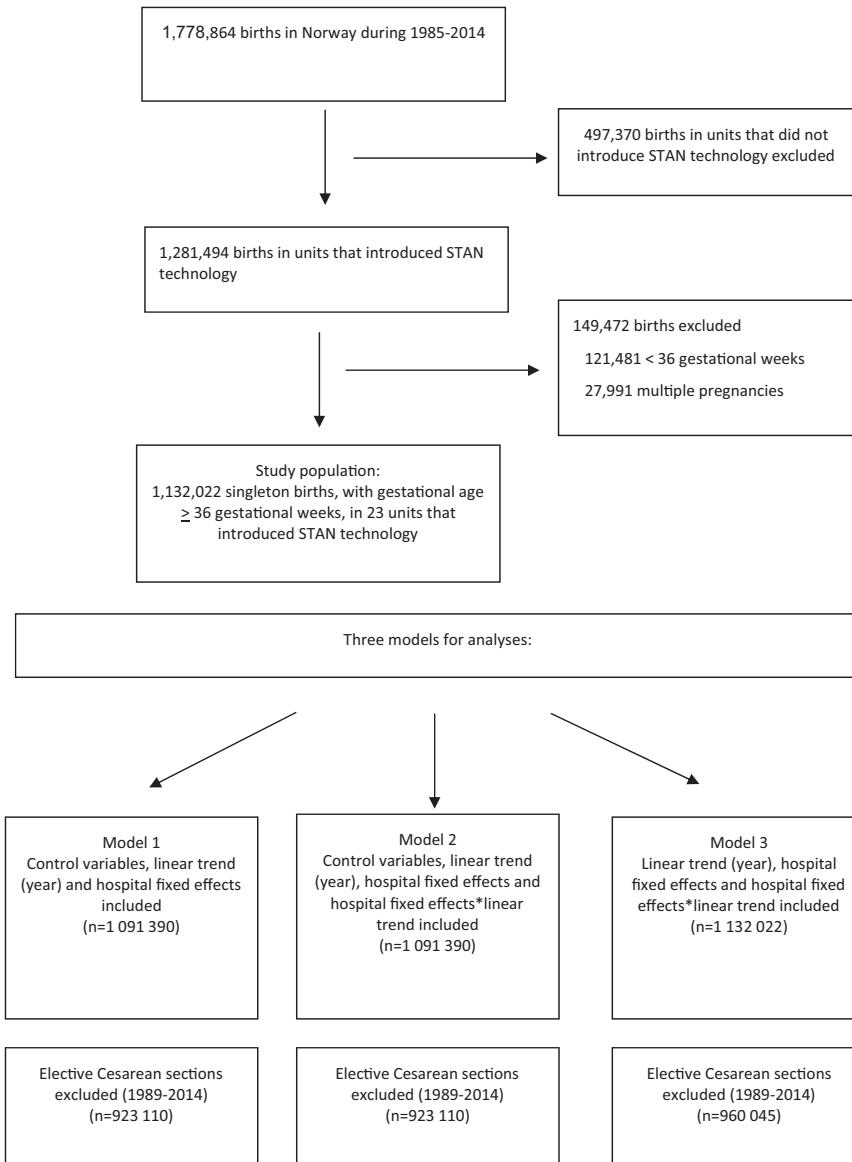 1,778,864 births in Norway during 1985-2014
497,370 births in units that did not
introduce STAN technology excluded
1,281,494 births in units that introduced STAN
technology
149,472 births excluded
121,481 < 36 gestational weeks
27,991 multiple pregnancies
Study population:
1,132,022 singleton births, with gestational age
≥ 36 gestational weeks, in 23 units that
introduced STAN technology
Three models for analyses:
Model 1
Control variables, linear trend
(year) and hospital fixed effects
included
(n=1 091 390)
Model 2
Control variables, linear trend
(year), hospital fixed effects and
hospital fixed effects*linear
trend included
(n=1 091 390)
Model 3
Linear trend (year), hospital
fixed effects and hospital fixed
effects*linear trend included
(n=1 132 022)
Elective Cesarean sections
excluded (1989-2014)
(n=923 110)
Elective Cesarean sections
excluded (1989-2014)
(n=923 110)
Elective Cesarean sections
excluded (1989-2014)
(n=960 045)